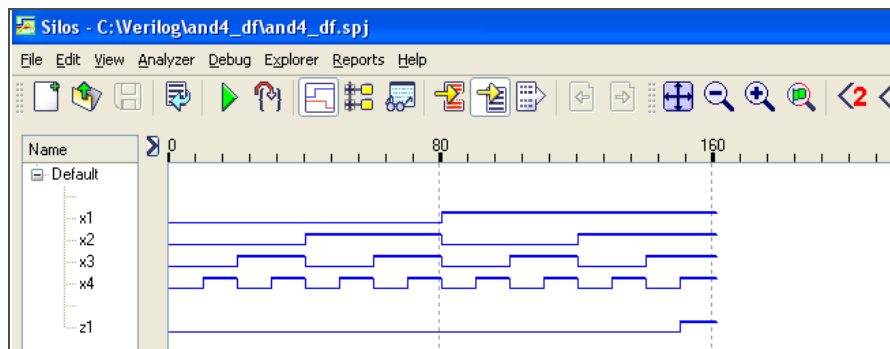 Silos - C:\Verilog\and4_df\and4_df.spj
File Edit View Analyzer Debug Explorer Reports Help
2
Name
0 80 160
Default
x1
x2
x3
x4
z1